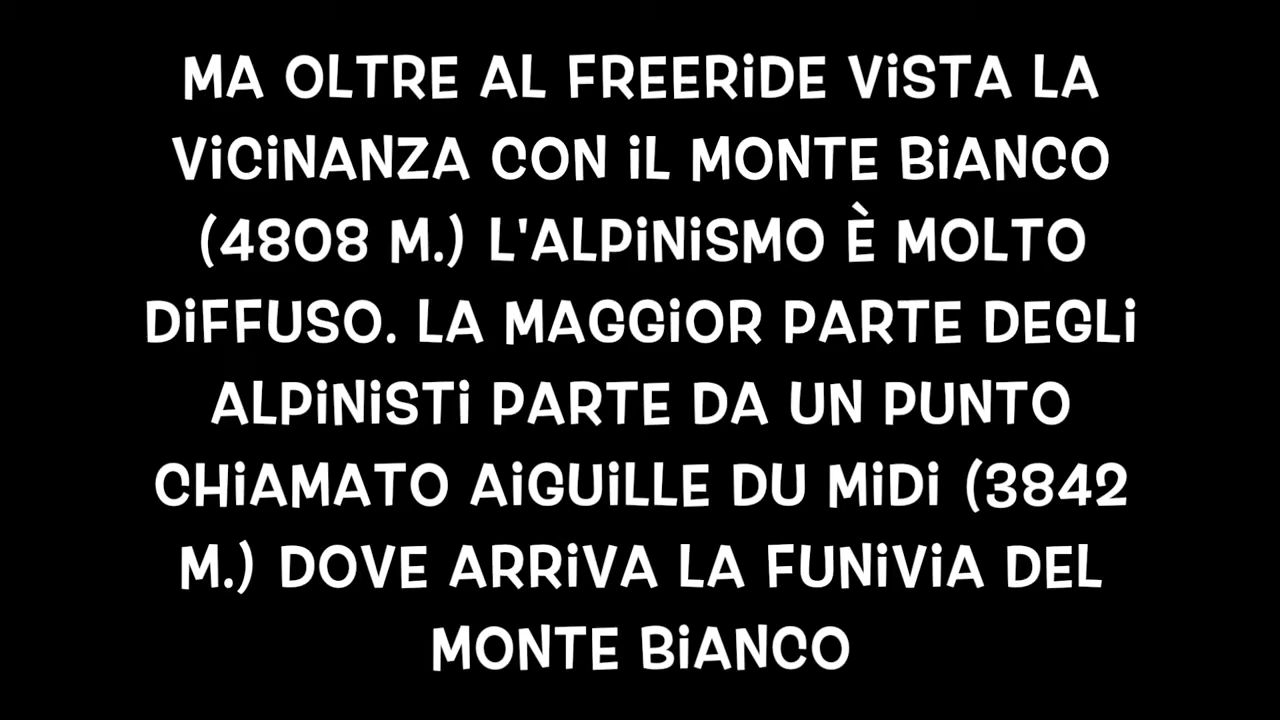 MA OLTRE AL FREERiDE ViSTA LA
ViCiNANZA CON iL MONTE BiANCO
(4808 M.) L'ALPiNiSMO È MOLTO
DiFFUSO. LA MAGGiOR PARTE DEGLi
ALPiNiSTi PARTE DA UN PUNTO
CHiAMATO AiGUiLLE DU MiDi (3842
M.) DOVE ARRiVA LA FUNiViA DEL
MONTE BiANCO